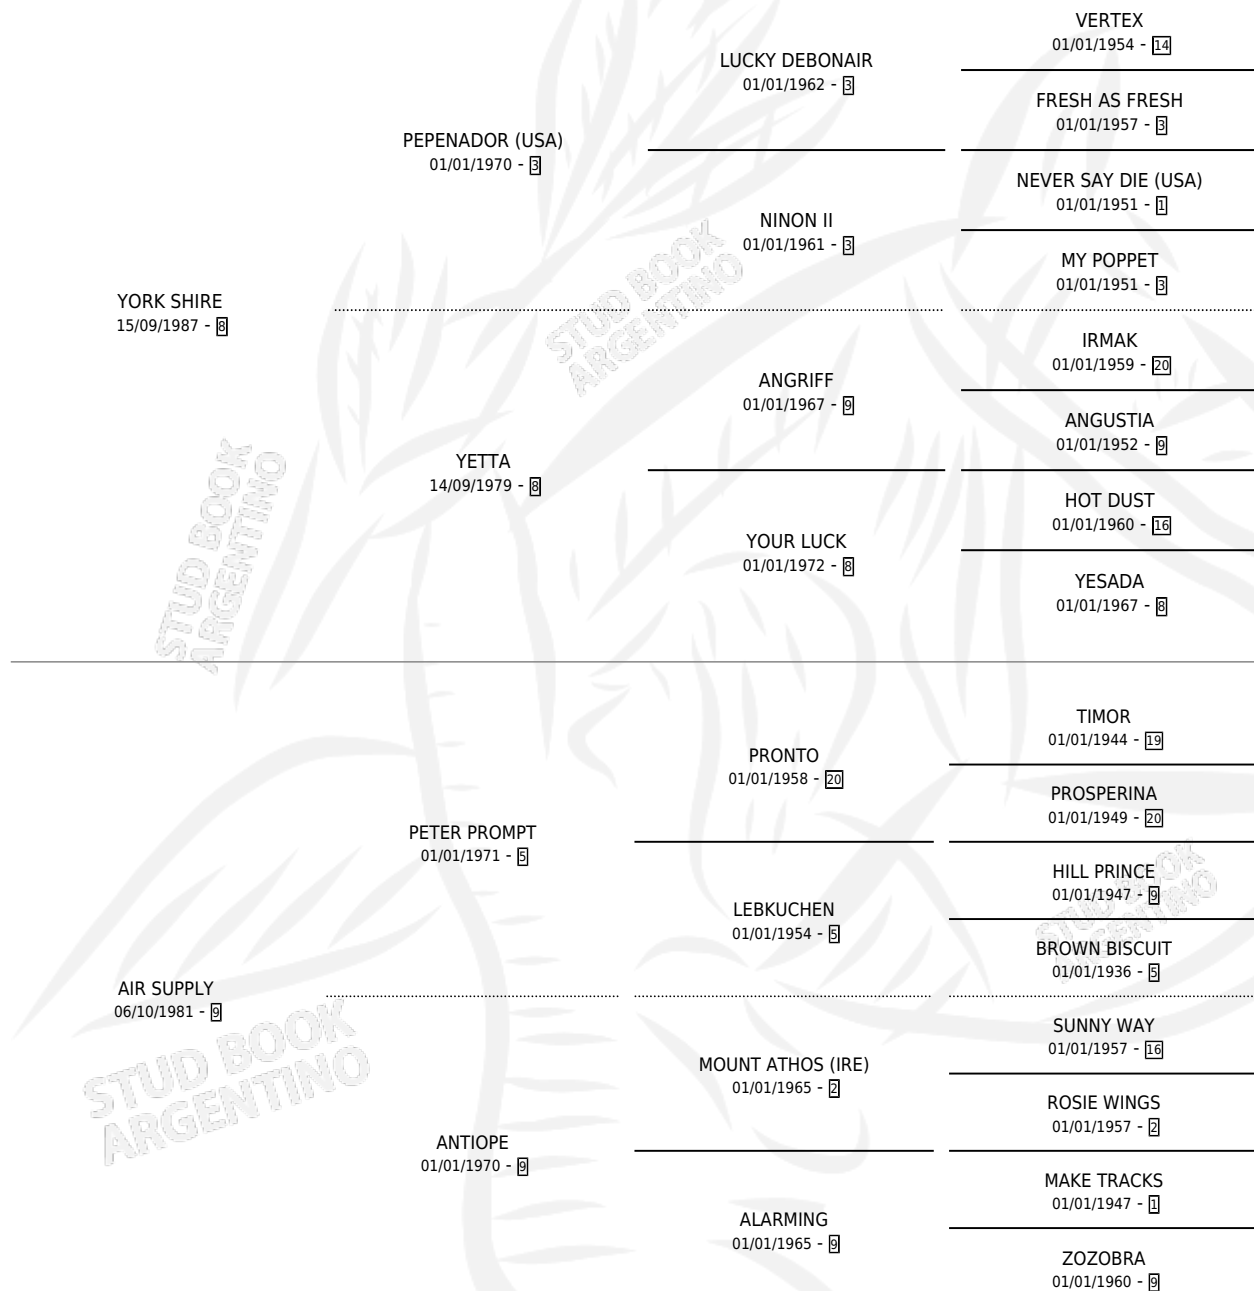 VERTEX
01/01/1954 - 14
LUCKY DEBONAIR
01/01/1962 - 3
FRESH AS FRESH
01/01/1957 - 3
PEPENADOR (USA)
01/01/1970 - 3
NEVER SAY DIE (USA)
01/01/1951 - 1
NINON II
01/01/1961 - 3
MY POPPET
01/01/1951 - 3
YORK SHIRE
15/09/1987 - 8
STUD BOOK
ARGENTINO
IRMAK
01/01/1959 - 20
ANGRIFF
01/01/1967 - 9
ANGUSTIA
01/01/1952 - 9
YETTA
14/09/1979 - 8
HOT DUST
01/01/1960 - 16
YOUR LUCK
01/01/1972 - 8
YESADA
01/01/1967 - 8
STUD BOOK
ARGENTINO
TIMOR
01/01/1944 - 19
PRONTO
01/01/1958 - 20
PROSPERINA
01/01/1949 - 20
PETER PROMPT
01/01/1971 - 5
HILL PRINCE
01/01/1947 - 9
STUD BOOK
ARGENTINO
LEBKUCHEN
01/01/1954 - 5
BROWN BISCUIT
01/01/1936 - 5
AIR SUPPLY
06/10/1981 - 9
STUD BOOK
ARGENTINO
SUNNY WAY
01/01/1957 - 16
MOUNT ATHOS (IRE)
01/01/1965 - 2
ROSIE WINGS
01/01/1957 - 2
ANTIOPE
01/01/1970 - 9
MAKE TRACKS
01/01/1947 - 1
ALARMING
01/01/1965 - 9
ZOZOBRA
01/01/1960 - 9